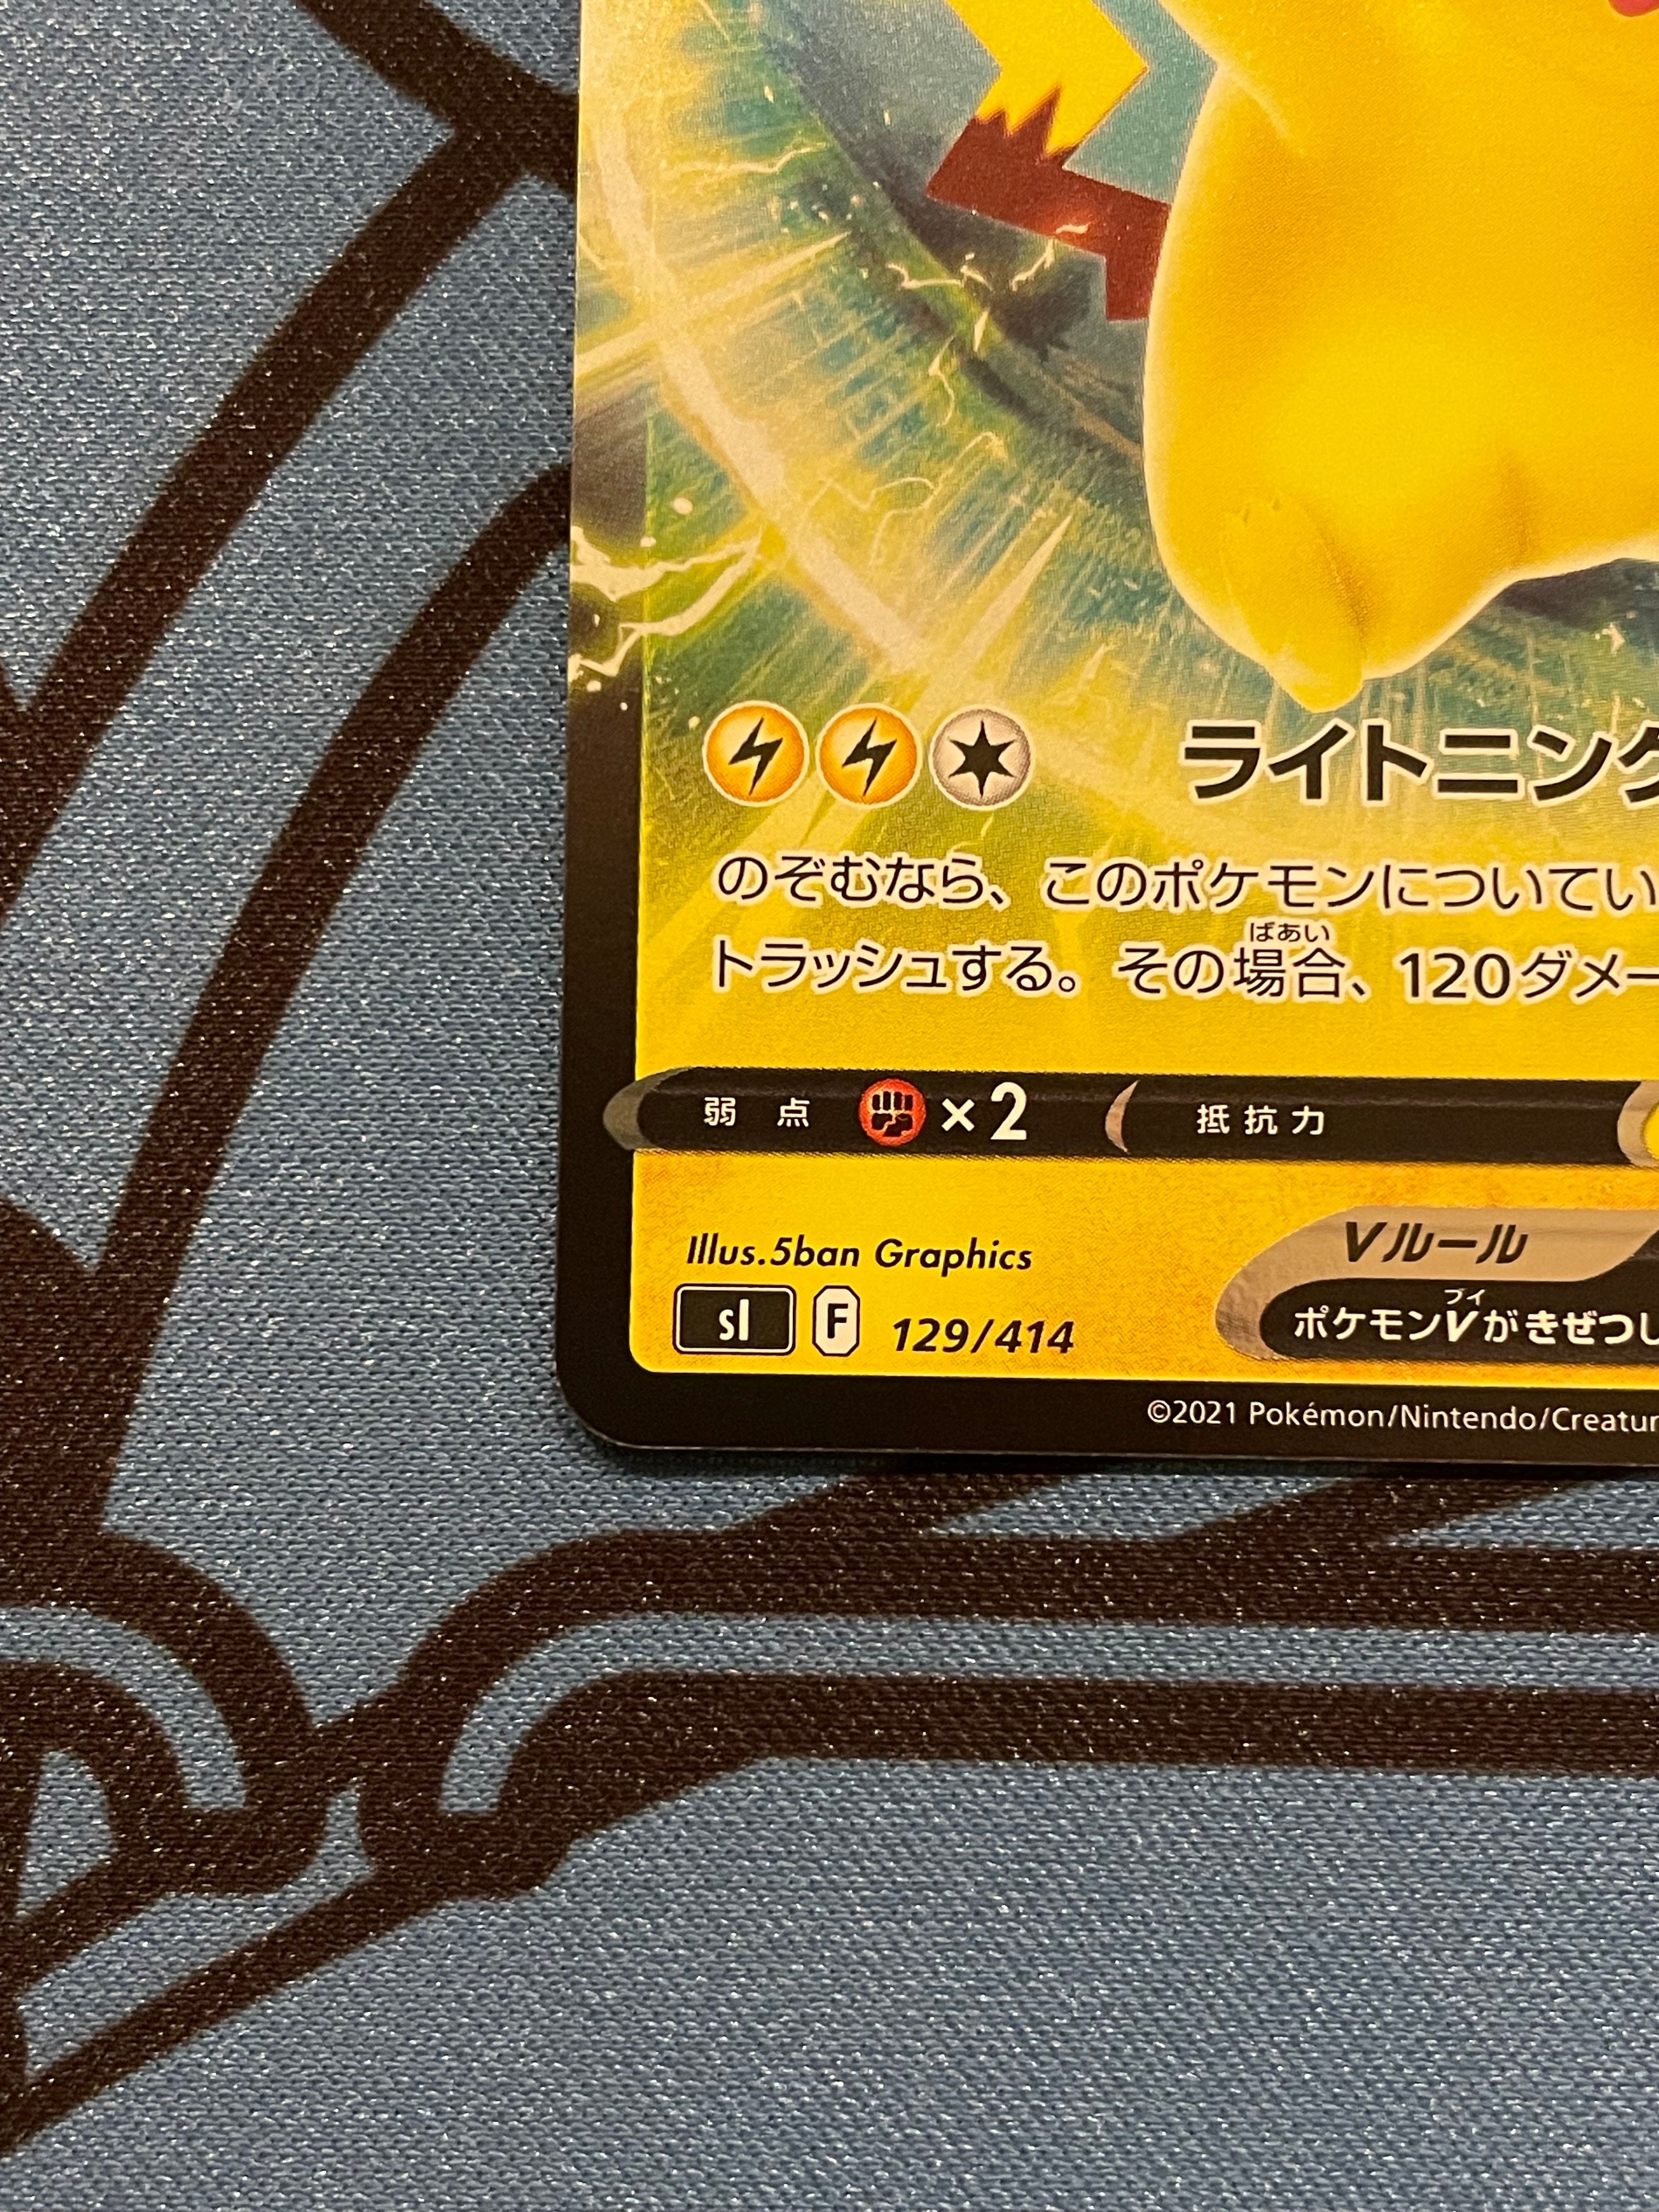 ライトニング
のぞむなら、このポケモンについてい
ばあい
トラッシュする。その場合、120ダメー
弱点 ×2 抵抗力
Illus.5ban Graphics
Vルール
sI F 129/414
ブイ
ポケモンVがきぜつし
©2021 Pokémon/Nintendo/Creatur